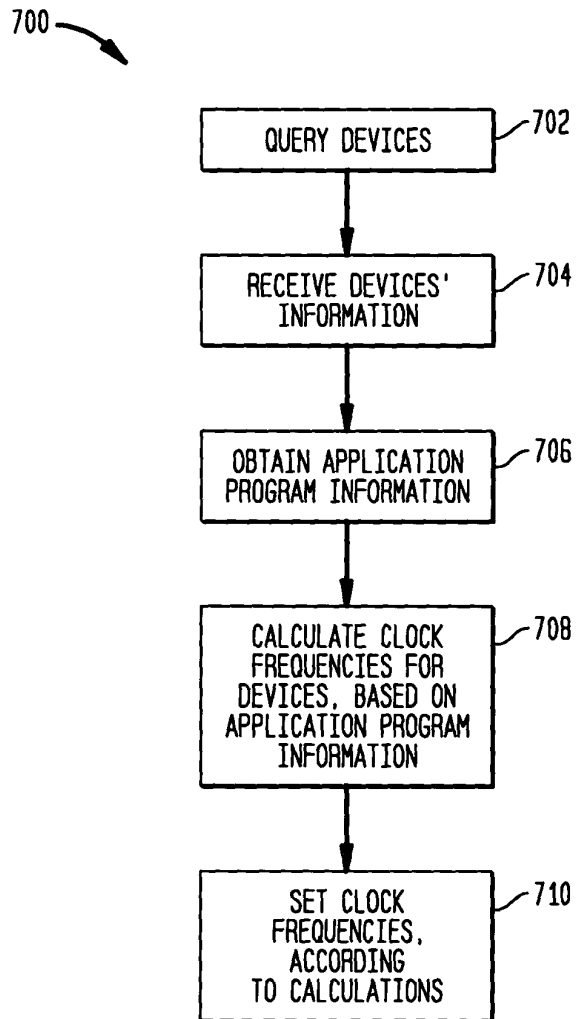 700
QUERY DEVICES
702
RECEIVE DEVICES'
INFORMATION
704
OBTAIN APPLICATION
PROGRAM INFORMATION
706
CALCULATE CLOCK
FREQUENCIES FOR
DEVICES, BASED ON
APPLICATION PROGRAM
INFORMATION
708
SET CLOCK
FREQUENCIES,
ACCORDING
TO CALCULATIONS
710